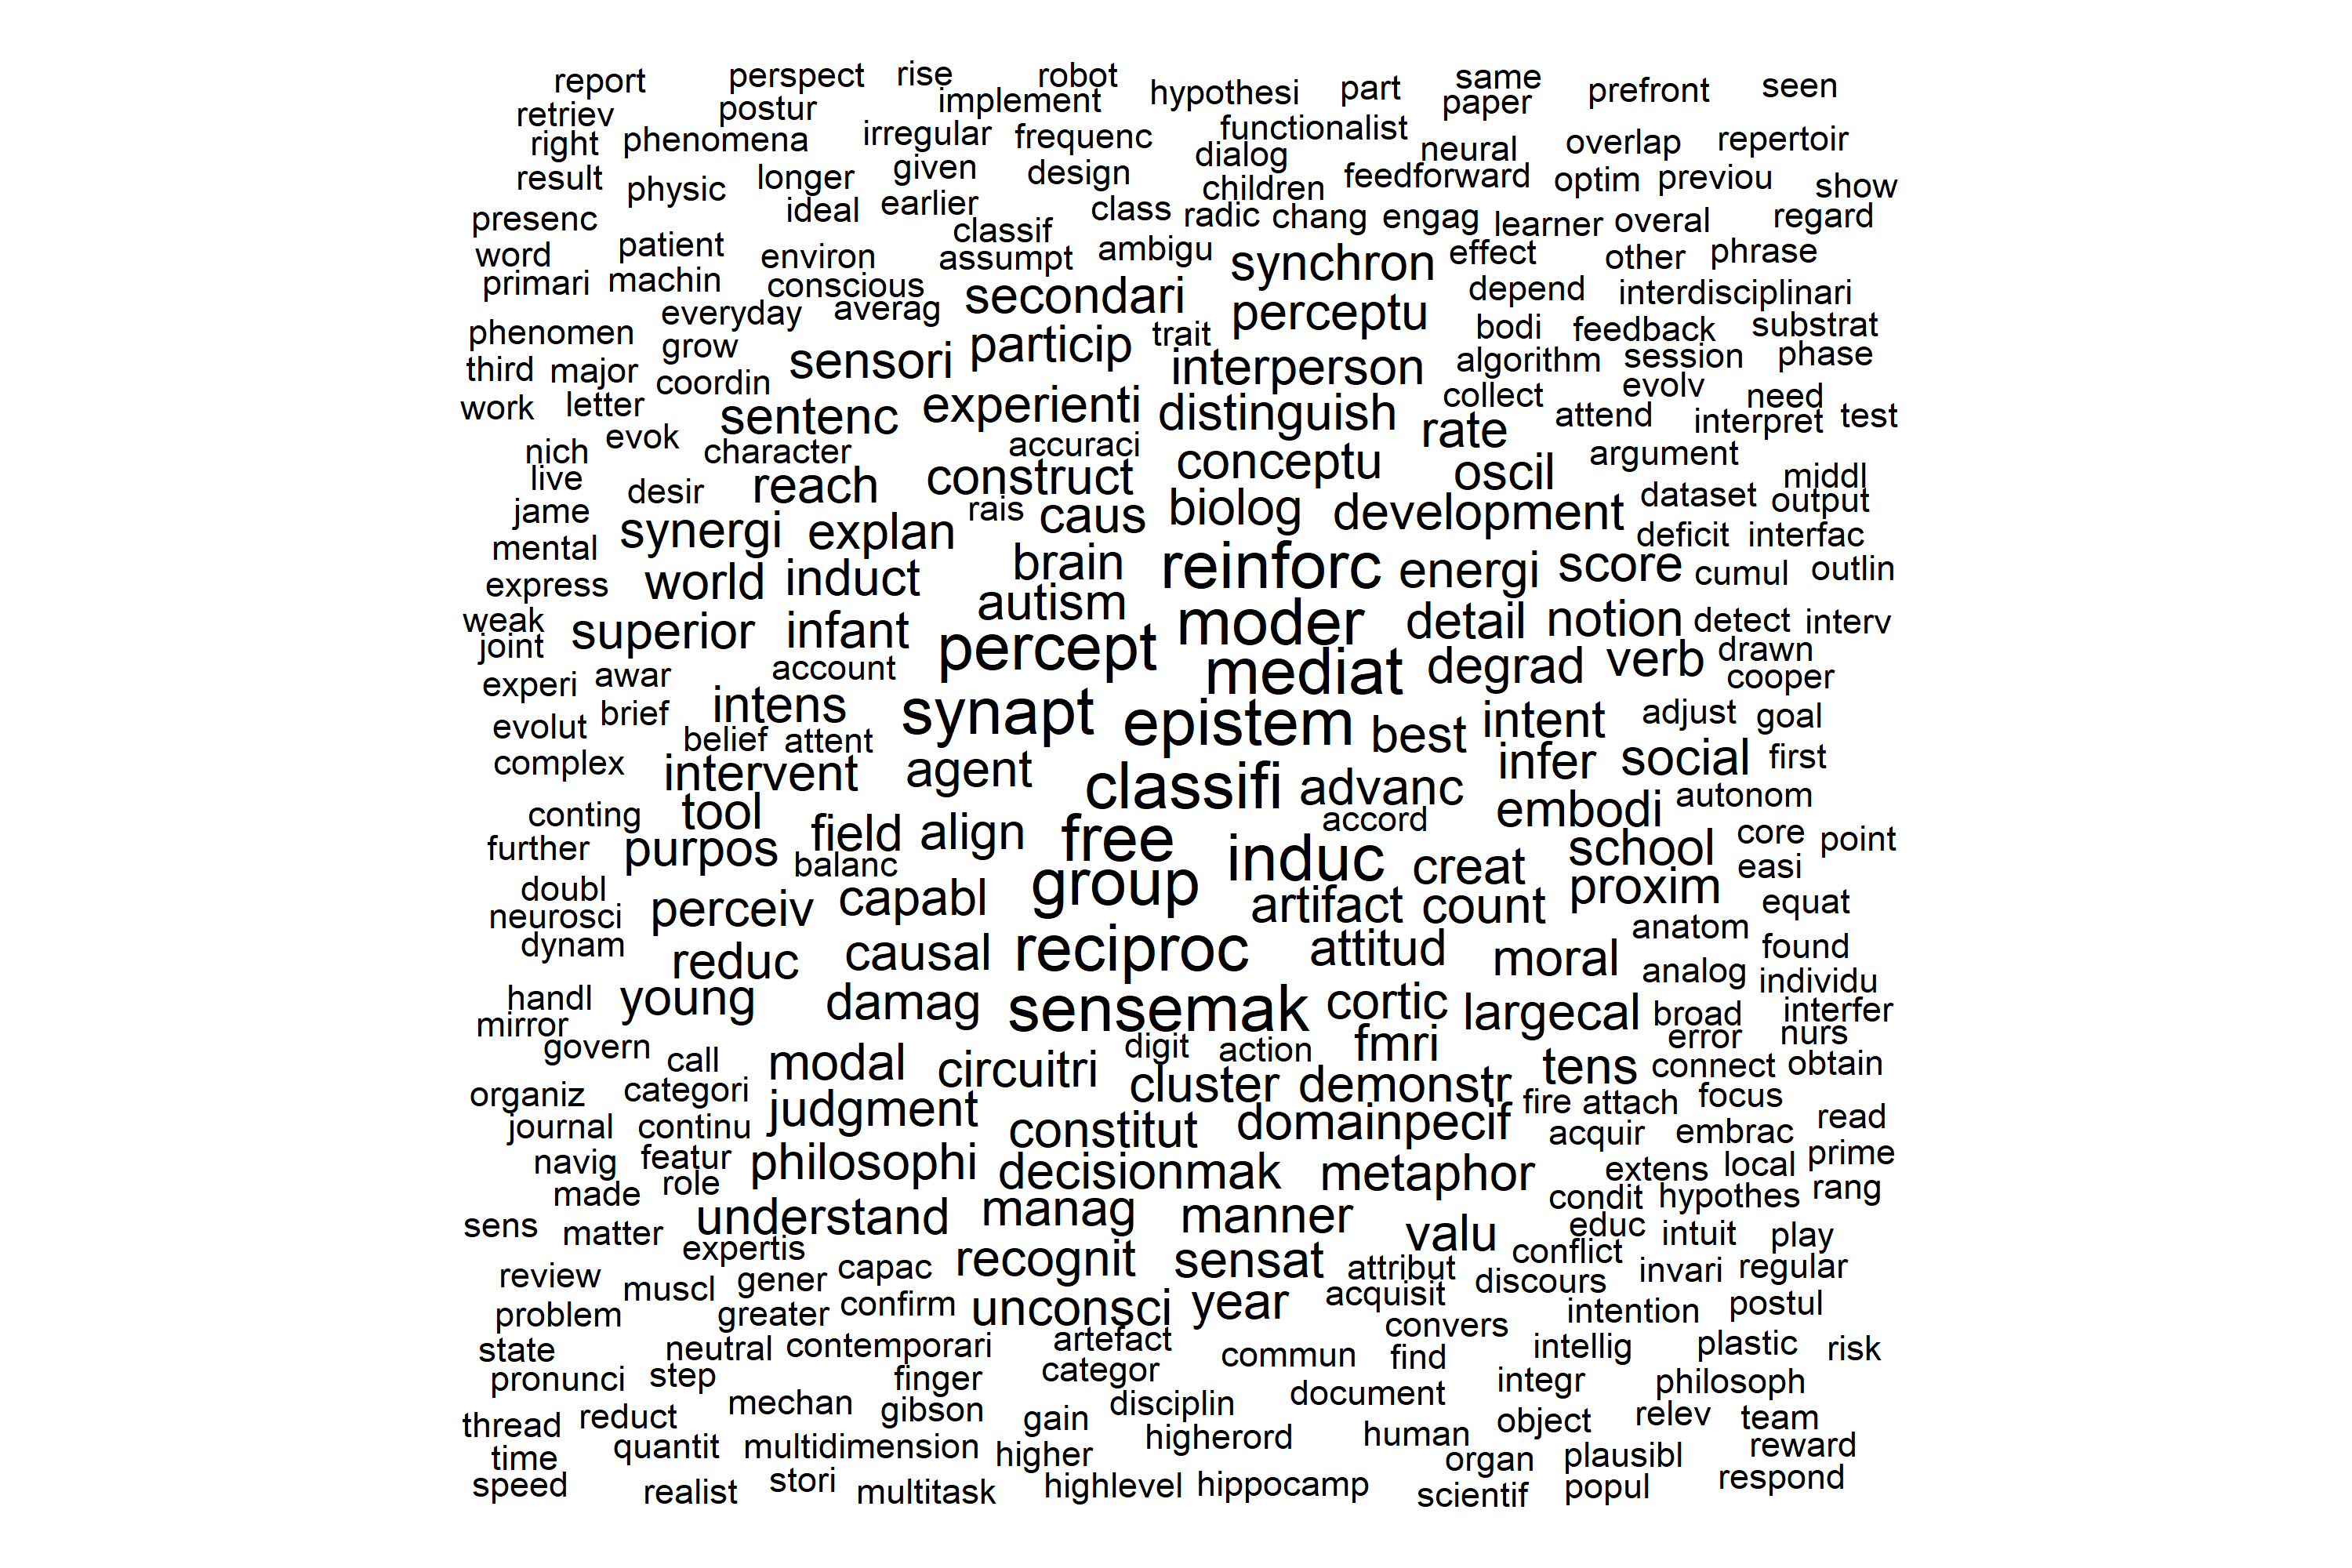 report perspect rise robot hypothesi part same prefront seen
retriev postur implement paper
right phenomena irregular frequenc functionalist neural overlap repertoir
result physic longer given design dialog children feedforward optim previou show
presenc ideal earlier class radic chang engag learner overal regard
word patient environ classif assumpt ambigu synchron effect other phrase
primari machin conscious secondari perceptu depend interdisciplinari
phenomen everyday averag particip trait bodi feedback substrat
third major grow coordin sensori interperson algorithm session phase
work letter sentenc experienti distinguish rate collect evolv need attend interpret test
nich evok character accuraci conceptu oscil argument middl
live desir reach construct biolog development dataset output
jame synergi explan rais caus deficit interfac
mental brain reinforc energi score cumul outlin
express world induct autism moder detail notion detect interv
weak superior infant percept mediat degrad verb drawn
joint account cooper
experi awar intens synapt epistem best intent adjust goal
evolut brief belief attent infer social first
complex intervent agent classifi advanc embodi autonom
conting tool field align free accord school core point
further purpos balanc induc creat easi
doubl perceiv capabl group artifact count proxim equat
neurosci anatom
dynam reduc causal reciproc attitud moral analog found individu
handl young damag sensemak cortic largecal broad interfer
mirror govern call digit action fmri error nurs
organiz categori modal circuitri cluster demonstr tens connect obtain
journal continu judgment constitut domainpecif fire attach focus read
navig featur philosophi decisionmak metaphor acquir embrac prime
made role extens local condit hypothes rang
sens matter understand manag manner valu educ intuit play
expertis recognit sensat conflict
review muscl gener capac attribut discours invari regular
problem greater confirm unconsci year acquisit intention postul
state neutral contemporari artefact convers intellig plastic risk
pronunci step finger categor commun find integr philosoph
thread reduct mechan gibson gain disciplin document object relev team
time quantit multidimension higher higherord human organ plausibl reward
speed realist stori multitask highlevel hippocamp scientif popul respond